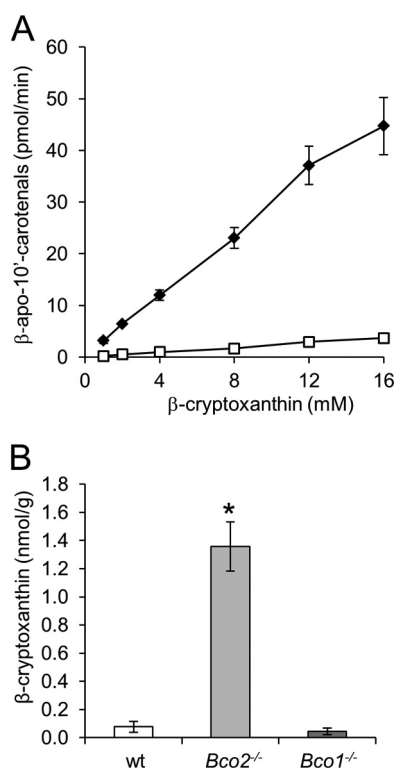 A
60
50
40
30
20
10
0
β-apo-10'-carotenals (pmol/min)
0 4 8 12 16
β-cryptoxanthin (mM)
B
1.8
1.6
1.4
1.2
1.0
0.8
0.6
0.4
0.2
0.0
β-cryptoxanthin (nmol/g)
*
wt Bco2-/- Bco1-/-